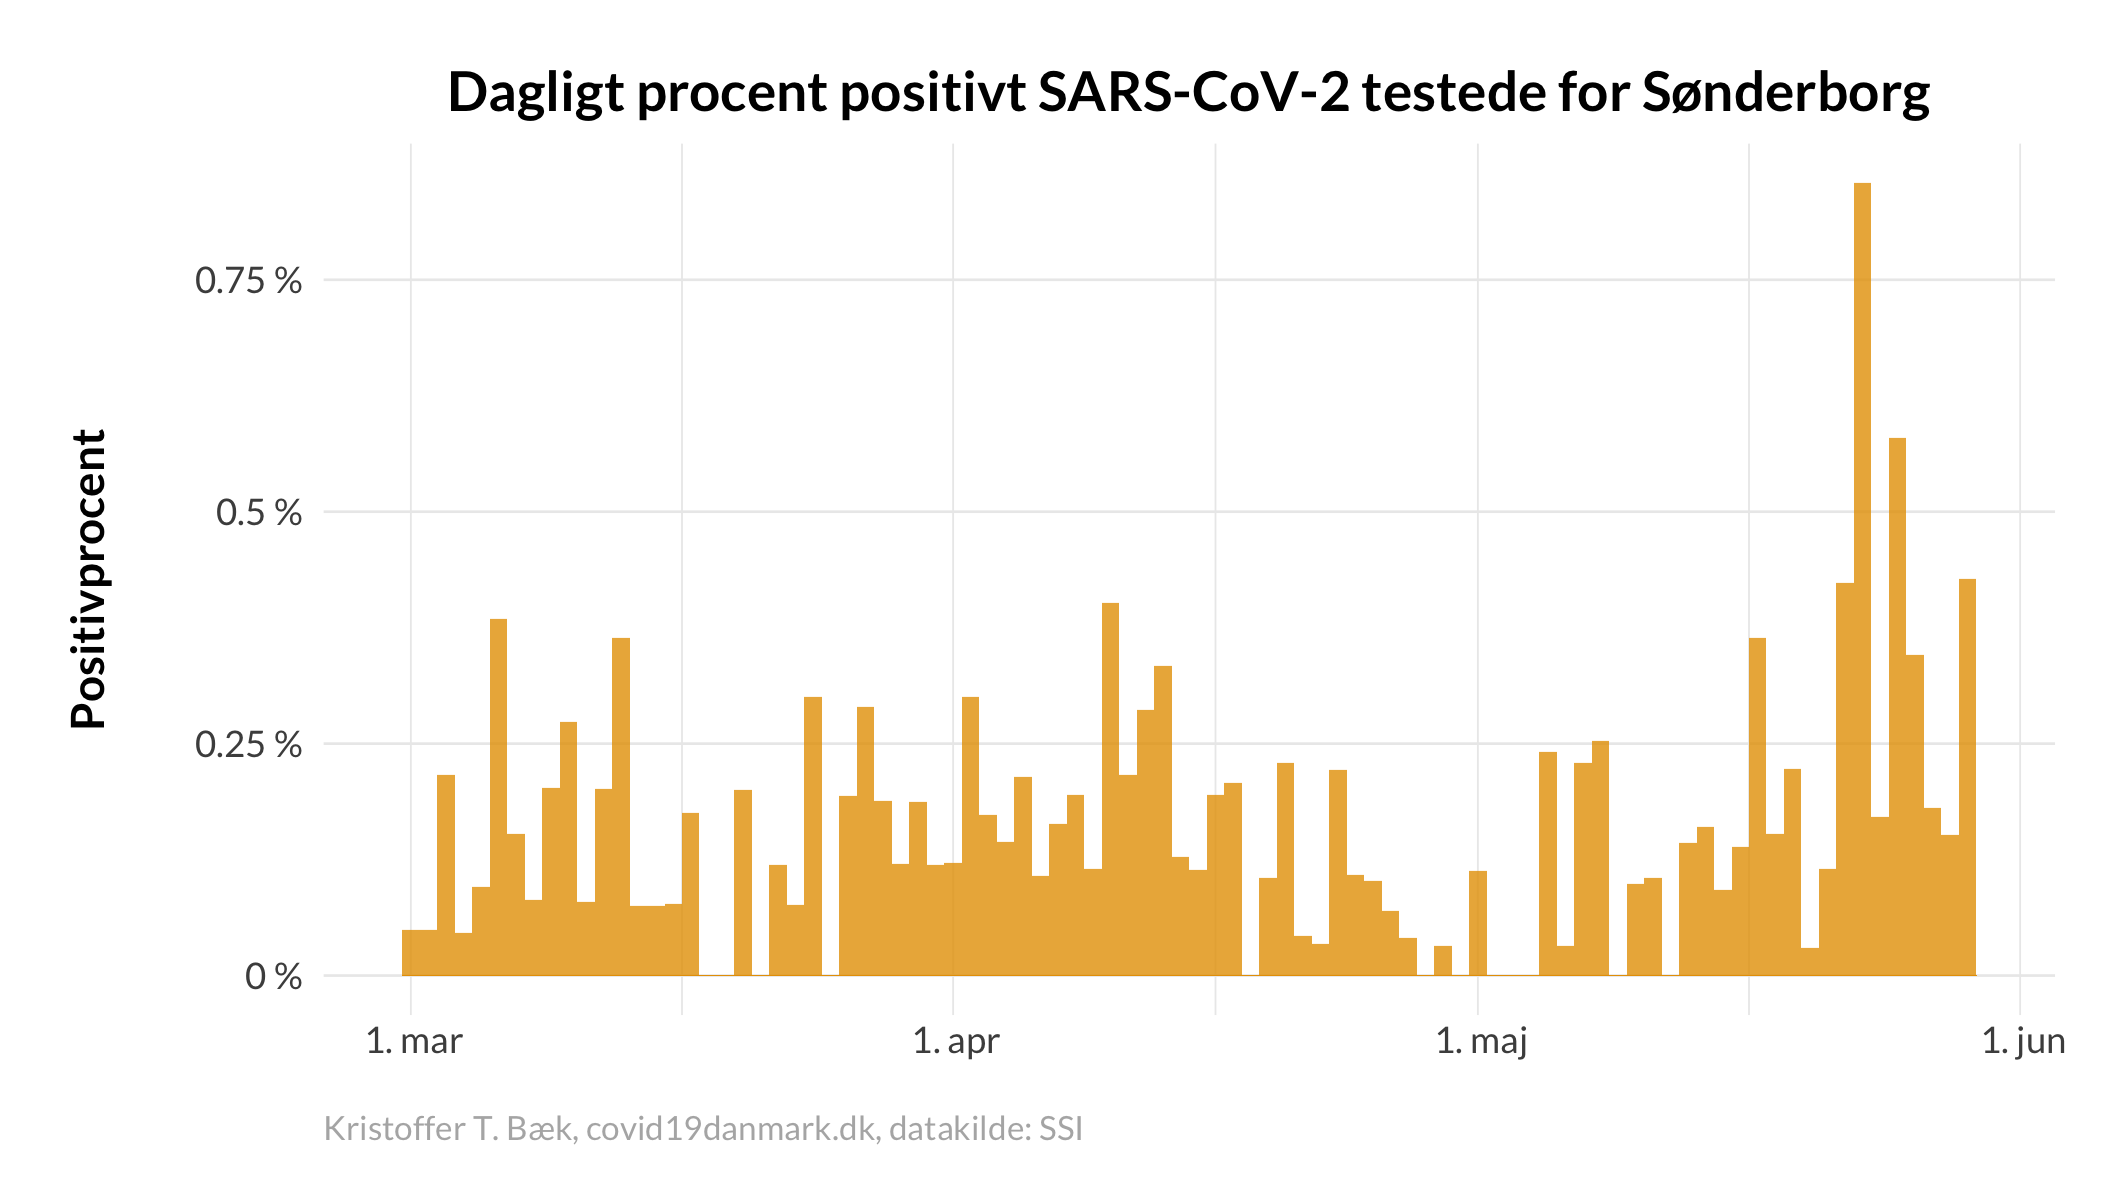 Dagligt procent positivt SARS-CoV-2 testede for Sønderborg
Positivprocent
0.75 %
0.5 %
0.25 %
0 %
1. mar
1. apr
1. maj
1. jun
Kristoffer T. Bæk, covid19danmark.dk, datakilde: SSI